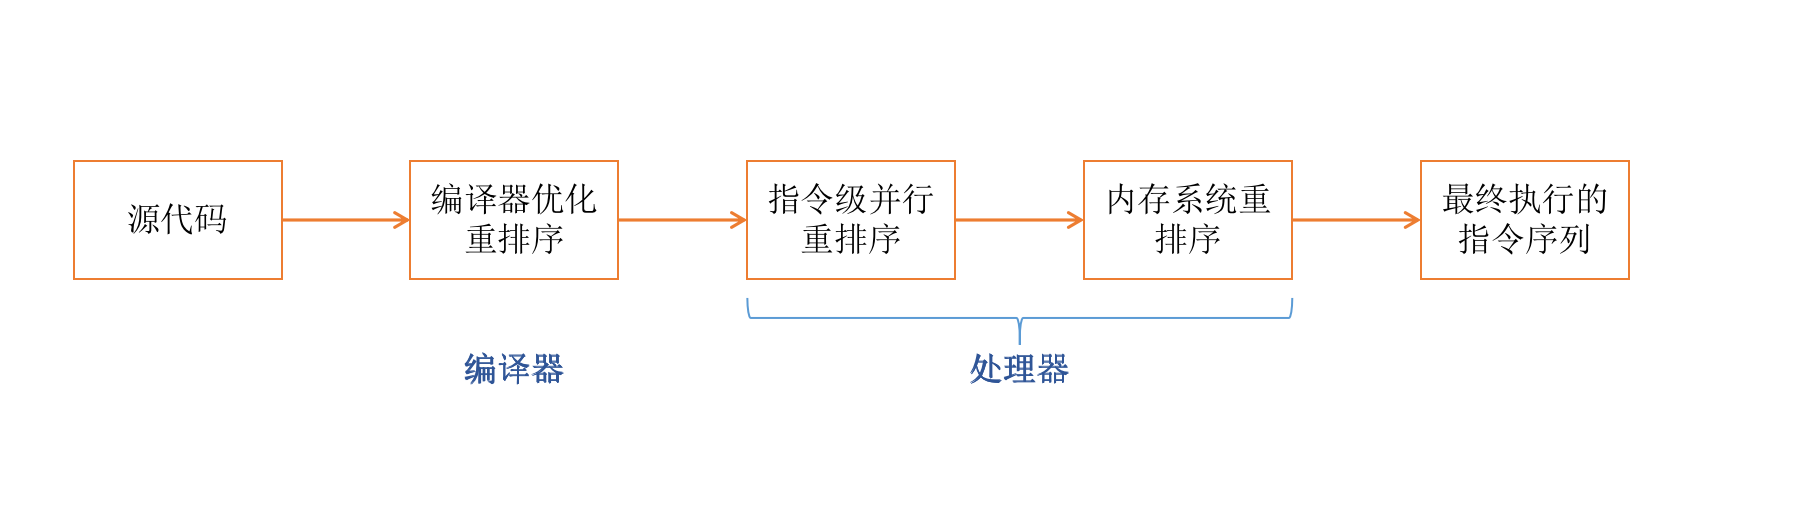 源代码
编译器优化
重排序
指令级并行
重排序
内存系统重
排序
最终执行的
指令序列
编译器
处理器